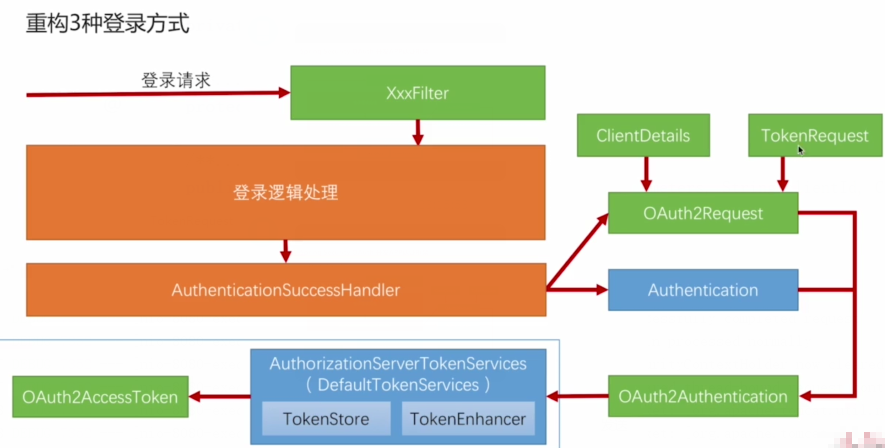 重构3种登录方式
登录请求
XxxFilter
ClientDetails
TokenRequest
登录逻辑处理
OAuth2Request
AuthenticationSuccessHandler
Authentication
AuthorizationServerTokenServices
（ DefaultTokenServices ）
OAuth2AccessToken
OAuth2Authentication
TokenStore
TokenEnhancer